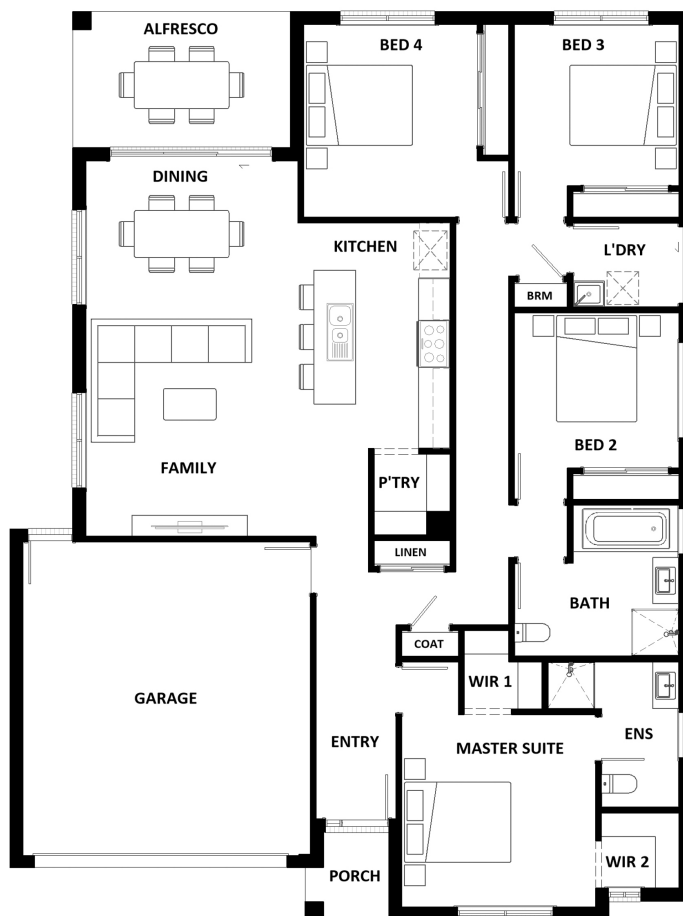 ALFRESCO
BED 4
BED 3
DINING
KITCHEN
L'DRY
BRM
BED 2
FAMILY
P'TRY
LINEN
BATH
COAT
WIR 1
GARAGE
ENTRY
MASTER SUITE
ENS
WIR 2
PORCH